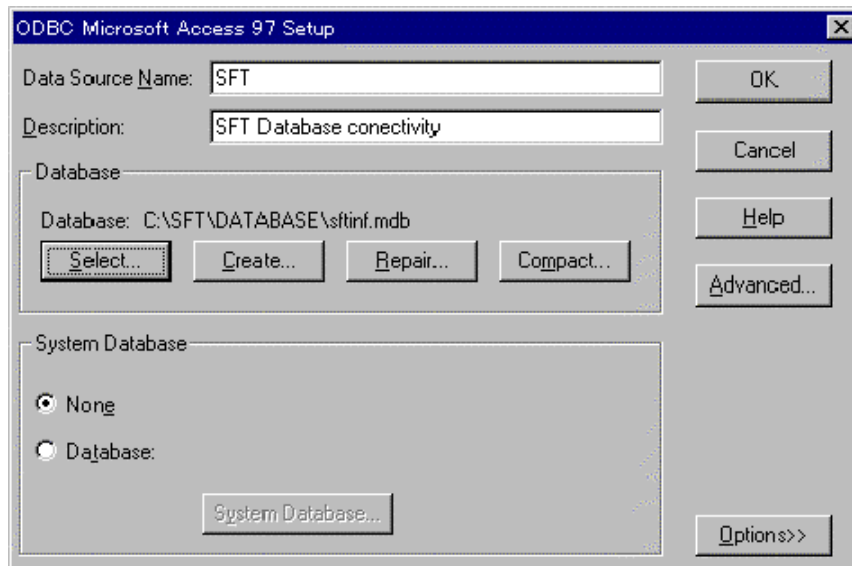 ODBC Microsoft Access 97 Setup
Data Source Name: SFT
OK
Description: SFT Database conectivity
Cancel
Database
Database: C:\SFT\DATABASE\sftinf.mdb
Help
Select... Create... Repair... Compact...
Advanced...
System Database
None
Database:
System Database...
Options>>